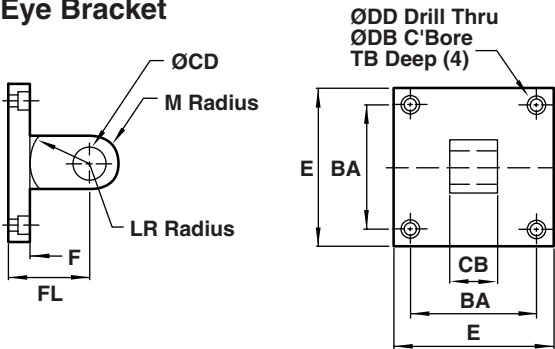 Eye Bracket
ØCD
M Radius
LR Radius
F
FL
ØDD Drill Thru
ØDB C'Bore
TB Deep (4)
E
BA
CB
BA
E